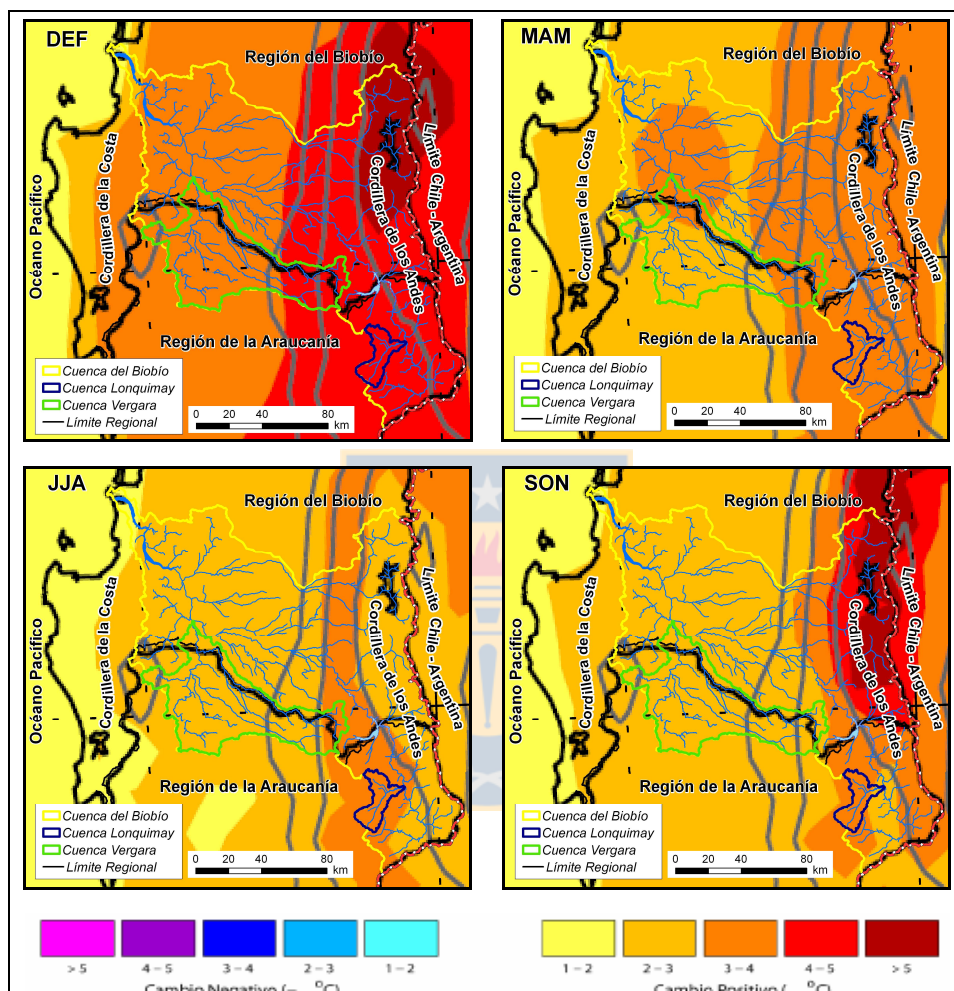 DEF
Región del Biobío
Océano Pacífico
Cordillera de la Costa
Cordillera de los Andes
Límite Chile - Argentina
Región de la Araucanía
Cuenca del Biobío
Cuenca Lonquimay
Cuenca Vergara
Límite Regional
0 20 40 80
km
MAM
Región del Biobío
Océano Pacífico
Cordillera de la Costa
Cordillera de los Andes
Límite Chile - Argentina
Región de la Araucanía
Cuenca del Biobío
Cuenca Lonquimay
Cuenca Vergara
Límite Regional
0 20 40 80
km
JJA
Región del Biobío
Océano Pacífico
Cordillera de la Costa
Cordillera de los Andes
Límite Chile - Argentina
Región de la Araucanía
Cuenca del Biobío
Cuenca Lonquimay
Cuenca Vergara
Límite Regional
0 20 40 80
km
SON
Región del Biobío
Océano Pacífico
Cordillera de la Costa
Cordillera de los Andes
Límite Chile - Argentina
Región de la Araucanía
Cuenca del Biobío
Cuenca Lonquimay
Cuenca Vergara
Límite Regional
0 20 40 80
km
> 5 4 – 5 3 – 4 2 – 3 1 – 2
Cambio Negativo (– °C)
1 – 2 2 – 3 3 – 4 4 – 5 > 5
Cambio Positivo ( °C)